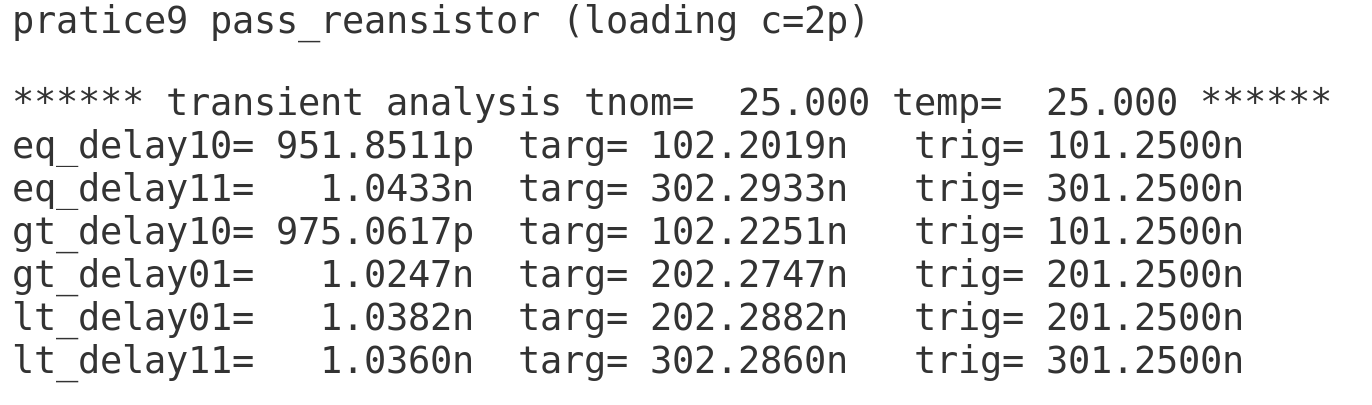 pratice9 pass_reansistor (loading c=2p)
****** transient analysis tnom=  25.000 temp=  25.000 ******
eq_delay10= 951.8511p  targ= 102.2019n   trig= 101.2500n
eq_delay11=   1.0433n  targ= 302.2933n   trig= 301.2500n
gt_delay10= 975.0617p  targ= 102.2251n   trig= 101.2500n
gt_delay01=   1.0247n  targ= 202.2747n   trig= 201.2500n
lt_delay01=   1.0382n  targ= 202.2882n   trig= 201.2500n
lt_delay11=   1.0360n  targ= 302.2860n   trig= 301.2500n